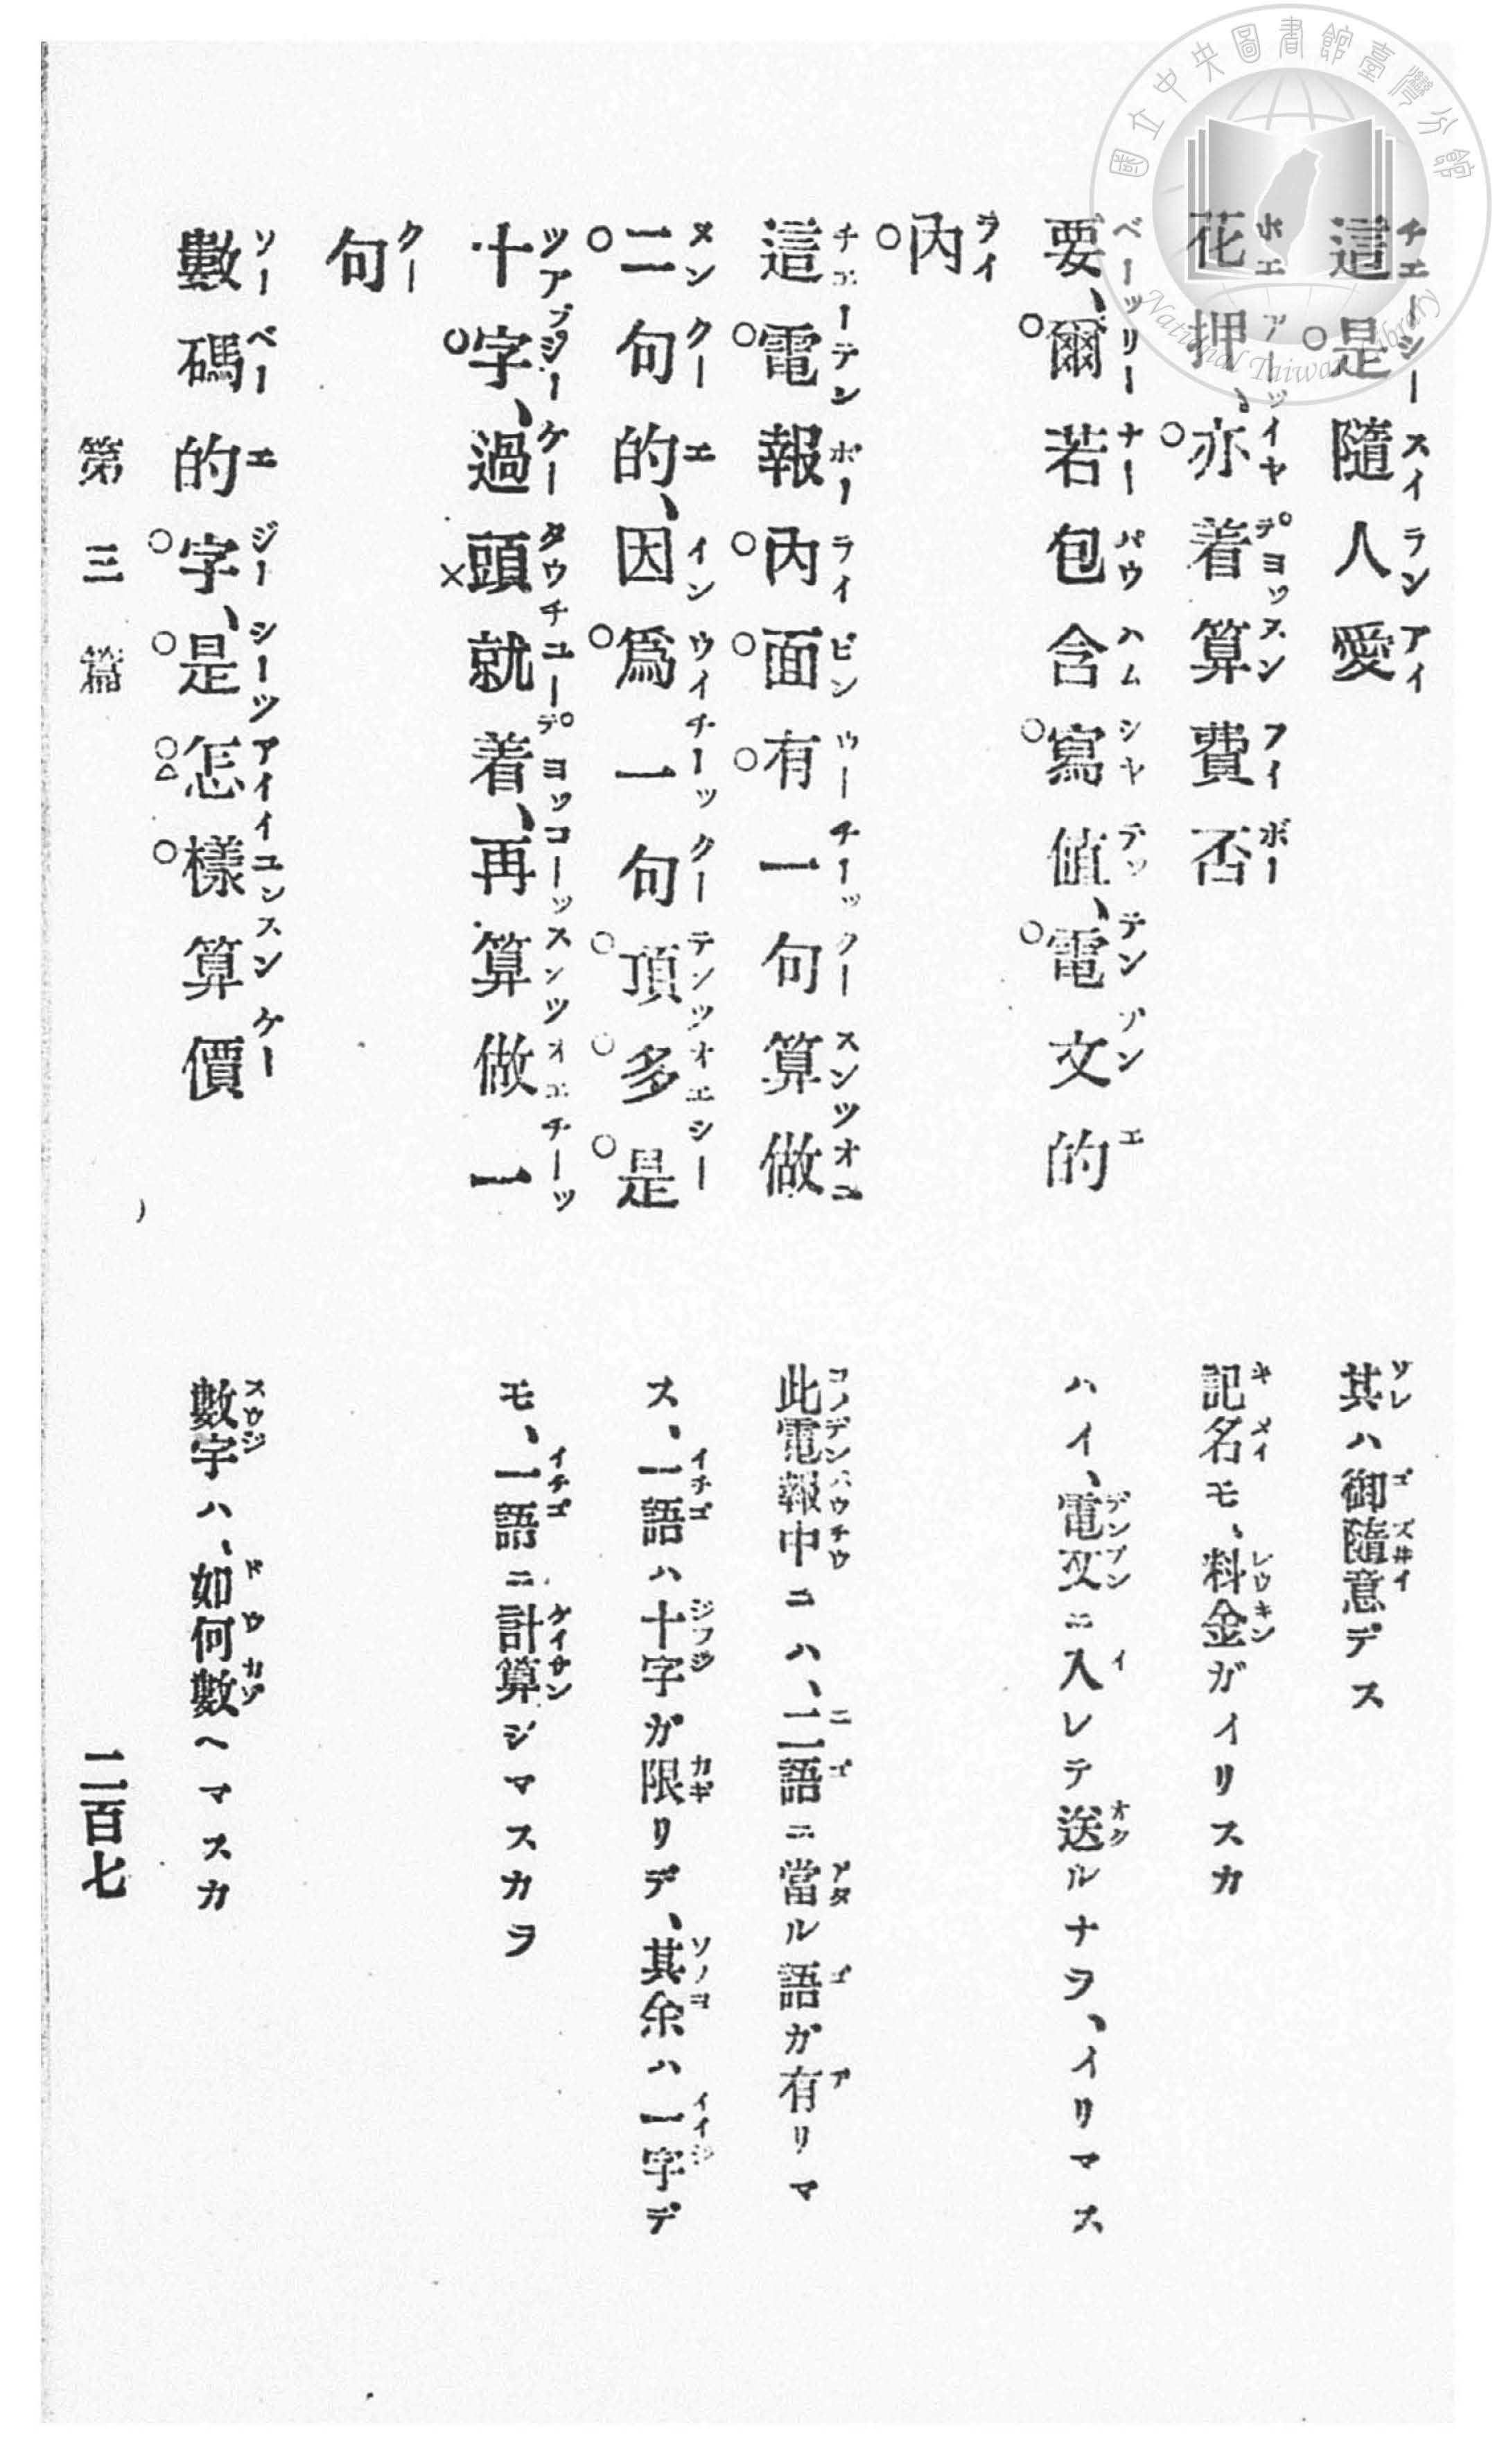 國立中央圖書館臺灣分館
National Taiwan Library
這是隨人愛
花押、亦着算費否
要、爾若包含寫値、電文的
內
這電報內面有一句算做
二句的、因爲一句頂多是
十字、過頭就着、再算做一
句
數碼的字、是怎樣算價
其ハ御隨意デス
記名モ、料金ガイリスカ
ハイ、電文ニ入レテ送ルナラ、イリマス
此電報中ニハ、二語ニ當ル語ガ有リマ
ス、一語ハ十字ガ限リデ、其余ハ一字デ
モ、一語ニ計算シマスカラ
數字ハ、如何數ヘマスカ
第三篇
二百七